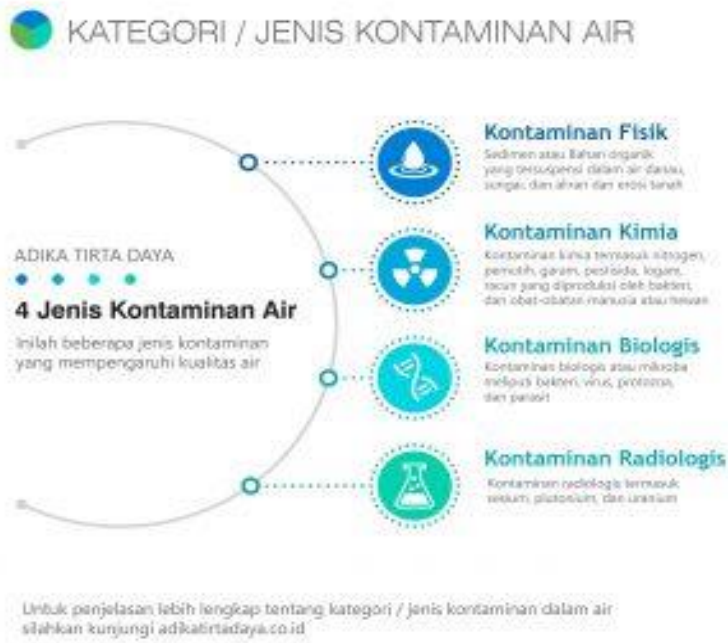 KATEGORI / JENIS KONTAMINAN AIR
ADIKA TIRTA DAYA
4 Jenis Kontaminan Air
Inilah beberapa jenis kontaminan
yang mempengaruhi kualitas air
Kontaminan Fisik
Sedimen atau Bahan organik
yang tersuspensi dalam air danau,
sungai, dan aliran dan erosi tanah
Kontaminan Kimia
Kontaminan kimia termasuk nitrogen,
pemutih, garam, pestisida, logam,
racun yang diproduksi oleh bakteri,
dan obat-obatan manusia atau hewan
Kontaminan Biologis
Kontaminan biologis atau mikroba
meliputi bakteri, virus, protozoa,
dan parasit
Kontaminan Radiologis
Kontaminan radiologis termasuk
sesium, plutonium, dan uranium
Untuk penjelasan lebih lengkap tentang kategori / jenis kontaminan dalam air
silahkan kunjungi adikatirtadaya.co.id